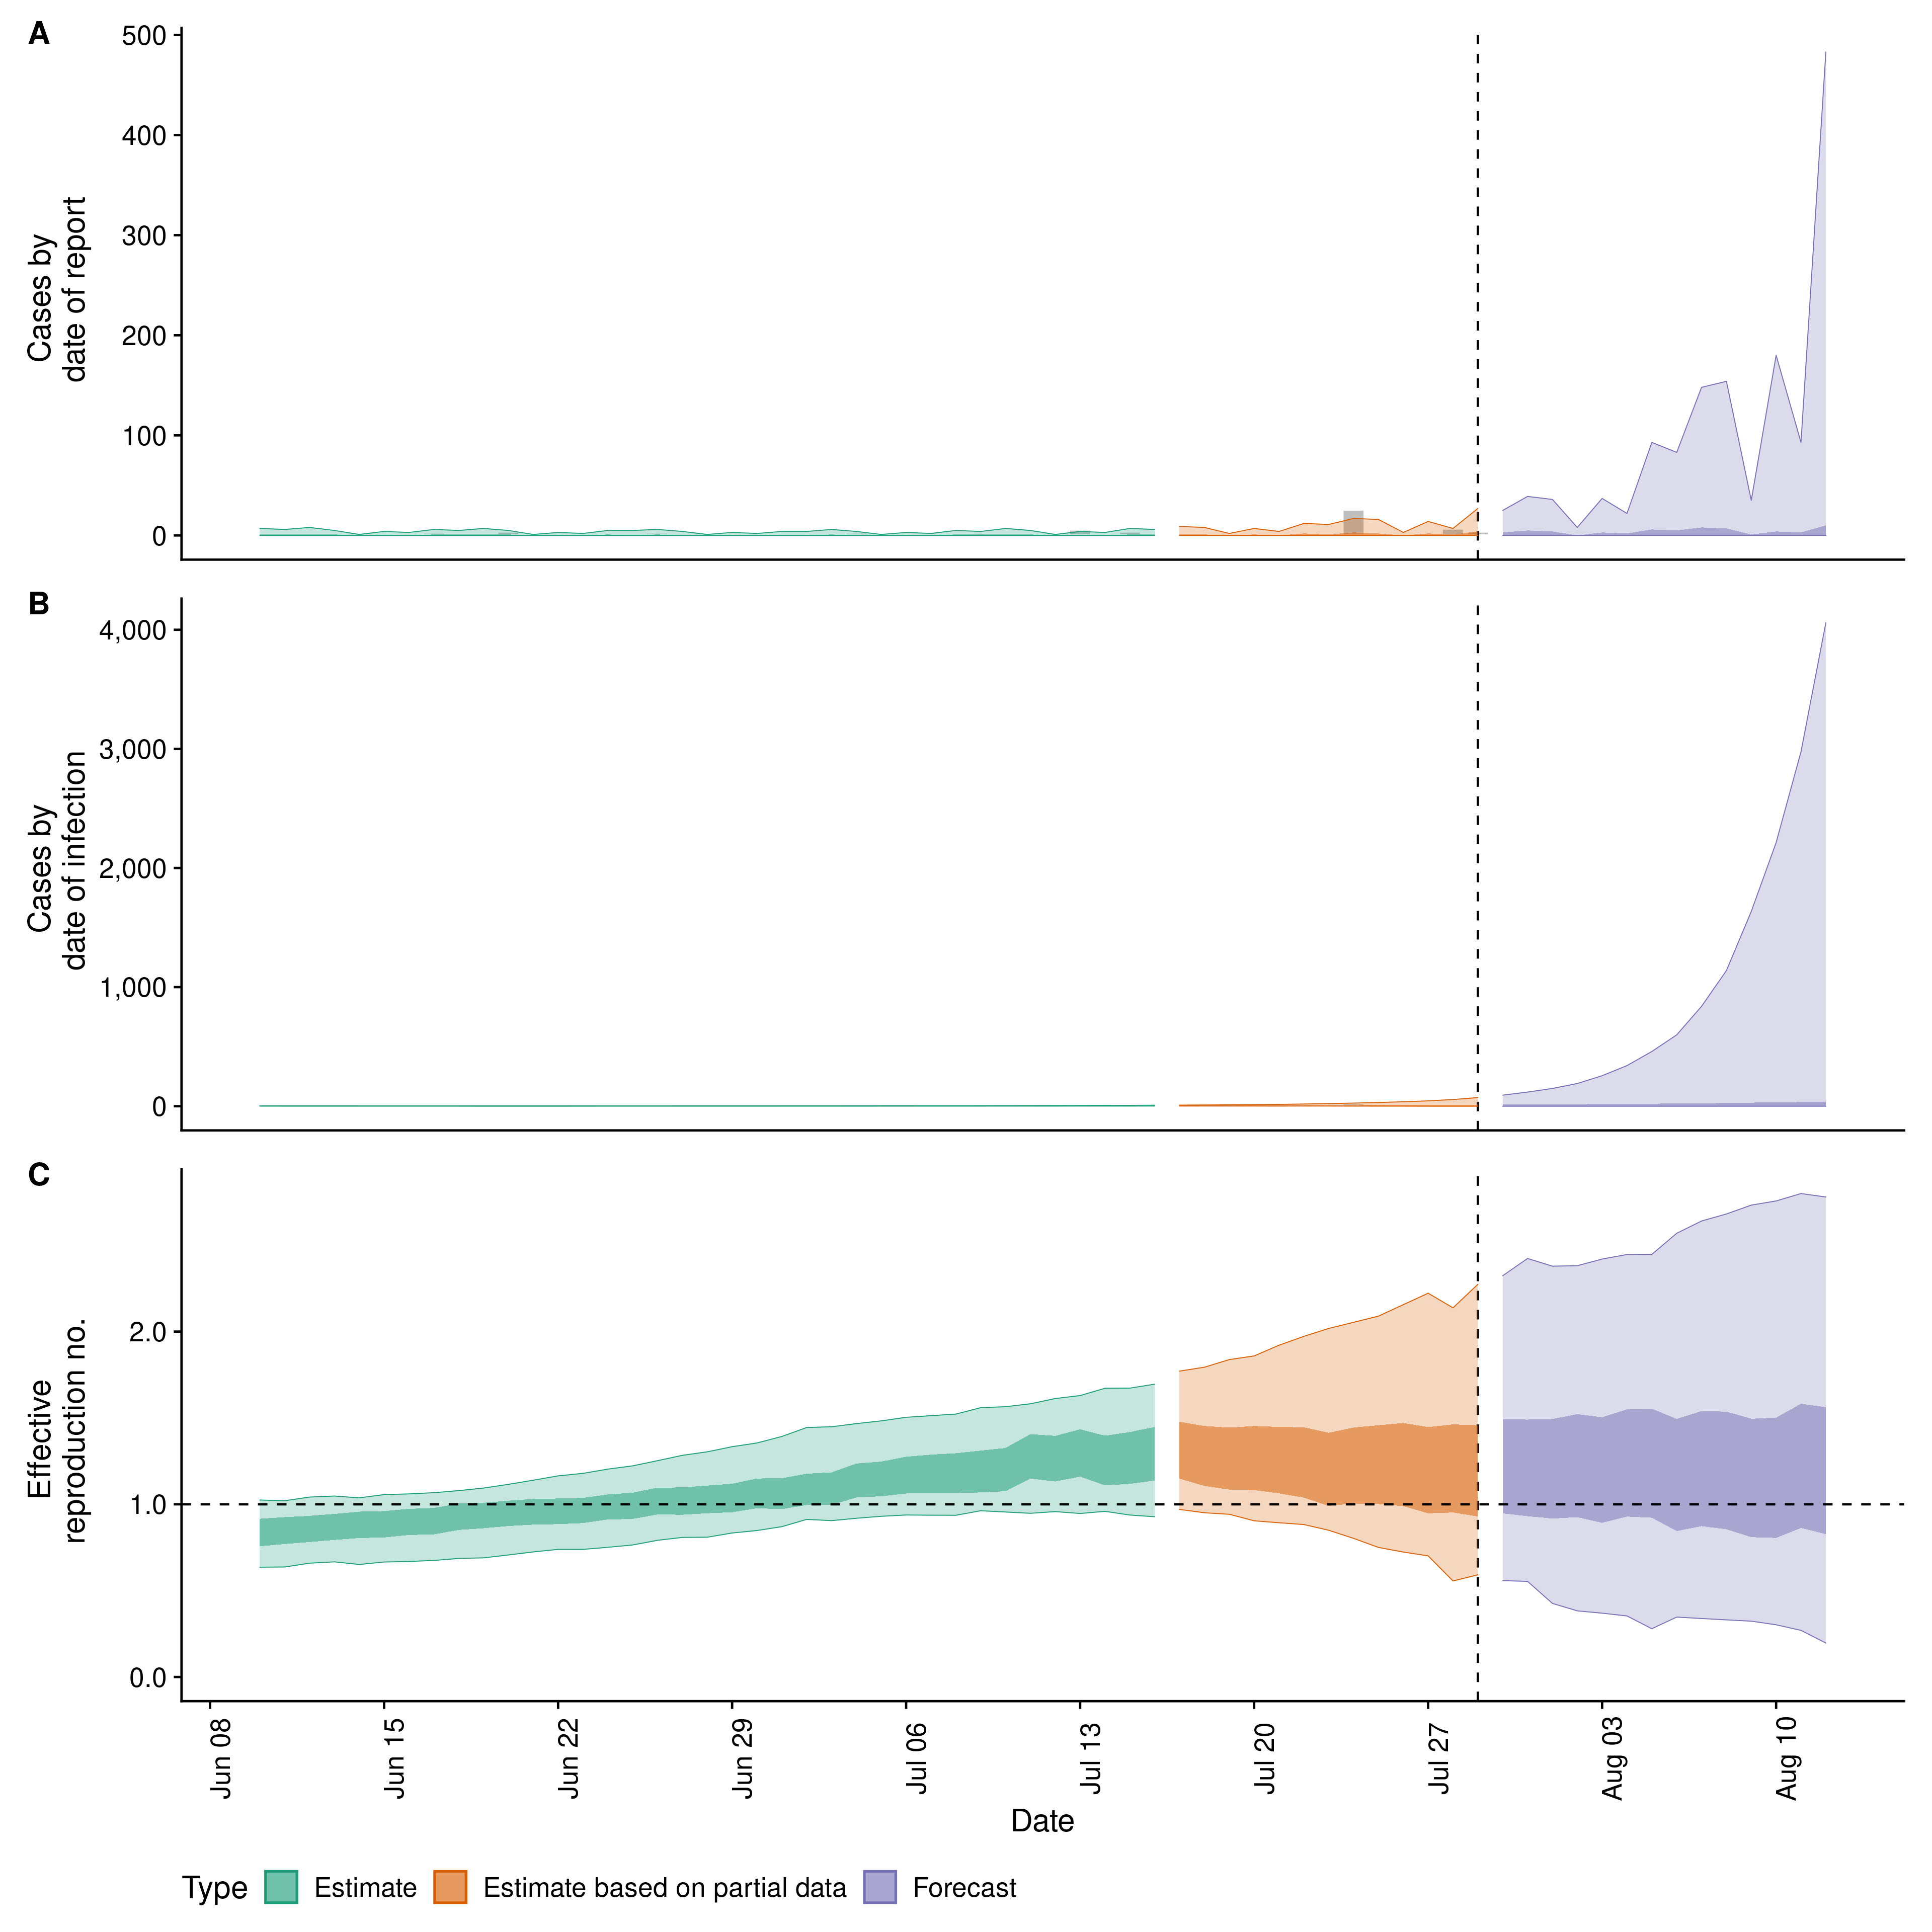 A
500
400
300
200
100
0
Cases by
date of report
B
4,000
3,000
2,000
1,000
0
Cases by
date of infection
C
2.0
1.0
0.0
Effective
reproduction no.
Jun 08
Jun 15
Jun 22
Jun 29
Jul 06
Jul 13
Jul 20
Jul 27
Aug 03
Aug 10
Date
Type Estimate Estimate based on partial data Forecast